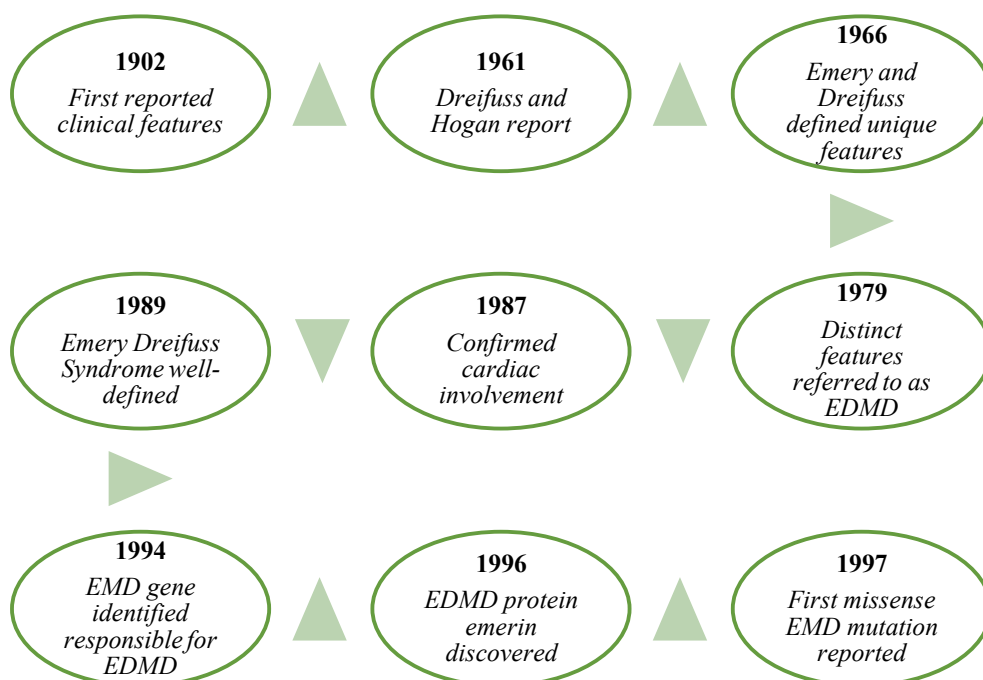 1902
First reported
clinical features
1961
Dreifuss and
Hogan report
1966
Emery and
Dreifuss
defined unique
features
1979
Distinct
features
referred to as
EDMD
1987
Confirmed
cardiac
involvement
1989
Emery Dreifuss
Syndrome well-
defined
1994
EMD gene
identified
responsible for
EDMD
1996
EDMD protein
emerin
discovered
1997
First missense
EMD mutation
reported